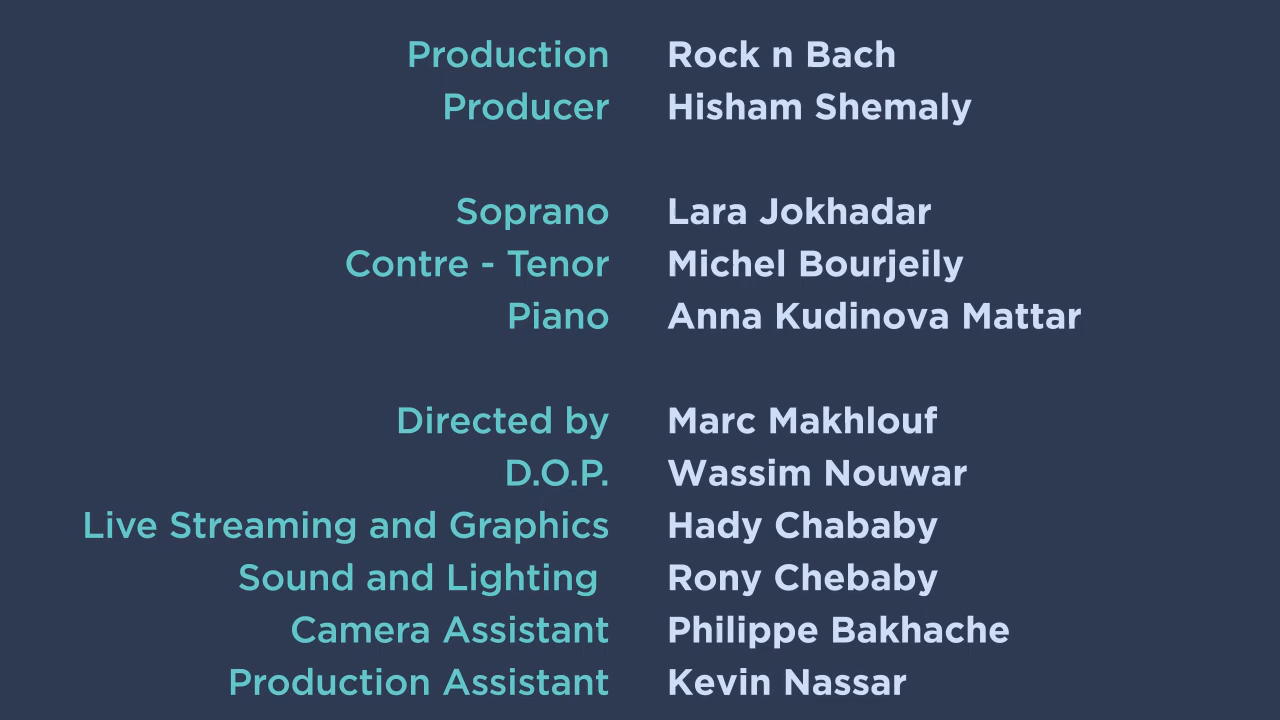 Production Rock n Bach
Producer Hisham Shemaly
Soprano Lara Jokhadar
Contre - Tenor Michel Bourjeily
Piano Anna Kudinova Mattar
Directed by Marc Makhlouf
D.O.P. Wassim Nouwar
Live Streaming and Graphics Hady Chababy
Sound and Lighting Rony Chebaby
Camera Assistant Philippe Bakhache
Production Assistant Kevin Nassar